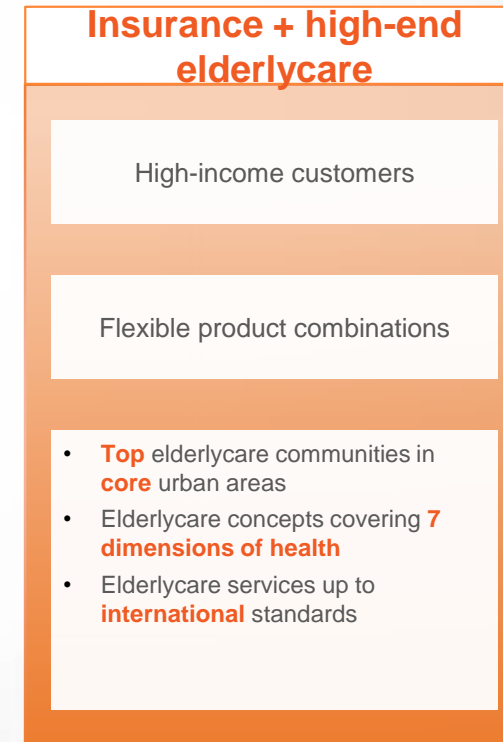 Insurance + high-end
elderlycare
High-income customers
Flexible product combinations
• Top elderlycare communities in
core urban areas
• Elderlycare concepts covering 7
dimensions of health
• Elderlycare services up to
international standards